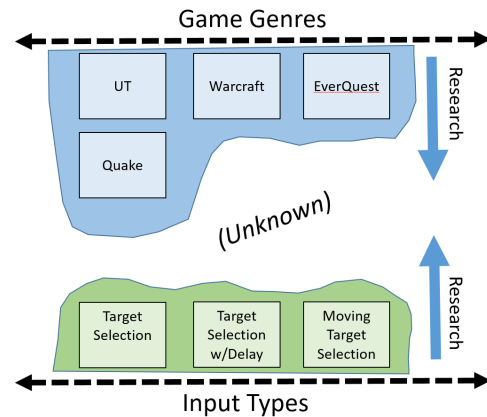 Game Genres
UT
Warcraft
EverQuest
Research
Quake
(Unknown)
Research
Target
Selection
Target
Selection
w/Delay
Moving
Target
Selection
Input Types